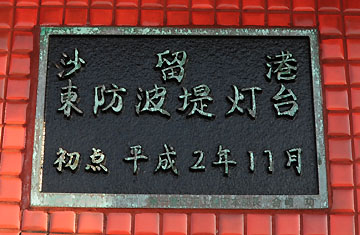 沙留港
東防波堤灯台
初点 平成2年11月